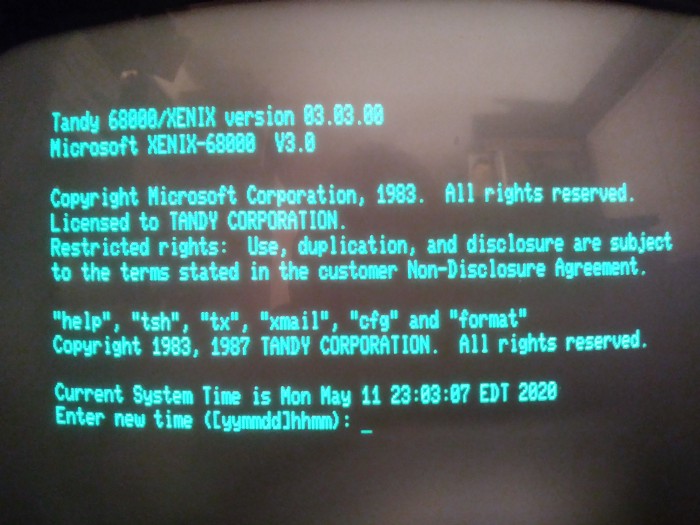 Tandy 68000/XENIX version 03.03.00
Microsoft XENIX-68000  V3.0
Copyright Microsoft Corporation, 1983.  All rights reserved.
Licensed to TANDY CORPORATION.
Restricted rights:  Use, duplication, and disclosure are subject
to the terms stated in the customer Non-Disclosure Agreement.
"help", "tsh", "tx", "xmail", "cfg" and "format"
Copyright 1983, 1987 TANDY CORPORATION.  All rights reserved.
Current System Time is Mon May 11 23:03:07 EDT 2020
Enter new time ([yymmdd]hhmm): _